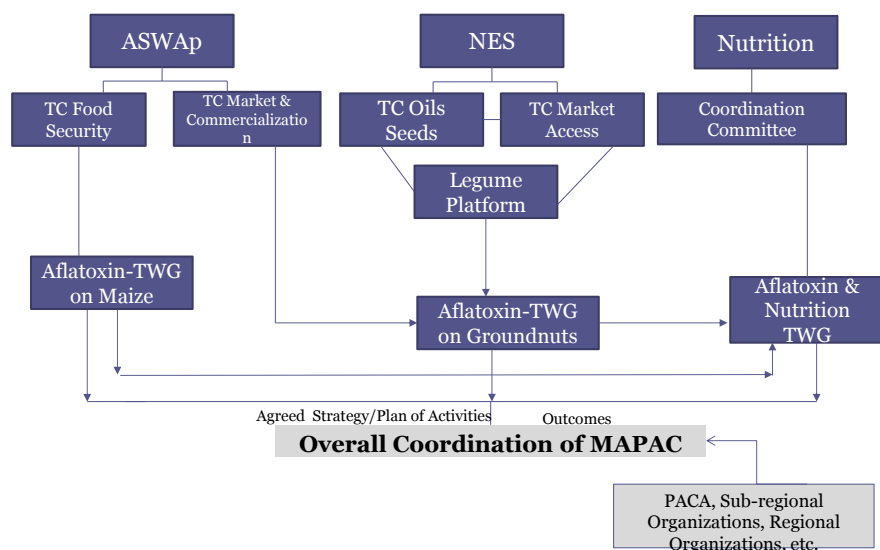 ASWAp
NES
Nutrition
TC Food
Security
TC Market &
Commercializatio
n
TC Oils
Seeds
TC Market
Access
Coordination
Committee
Legume
Platform
Aflatoxin-TWG
on Maize
Aflatoxin-TWG
on Groundnuts
Aflatoxin &
Nutrition
TWG
Agreed Strategy/Plan of Activities
Outcomes
Overall Coordination of MAPAC
PACA, Sub-regional
Organizations, Regional
Organizations, etc.